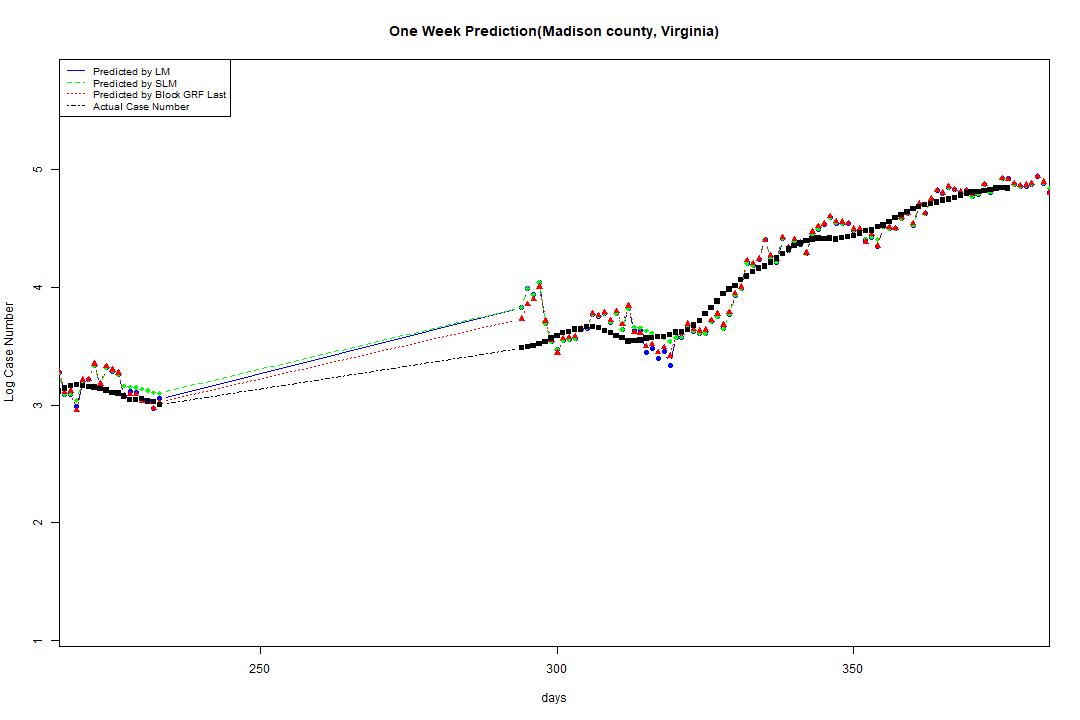 One Week Prediction(Madison county, Virginia)
Predicted by LM
Predicted by SLM
Predicted by Block GRF Last
Actual Case Number
5
4
3
2
1
Log Case Number
250 300 350
days